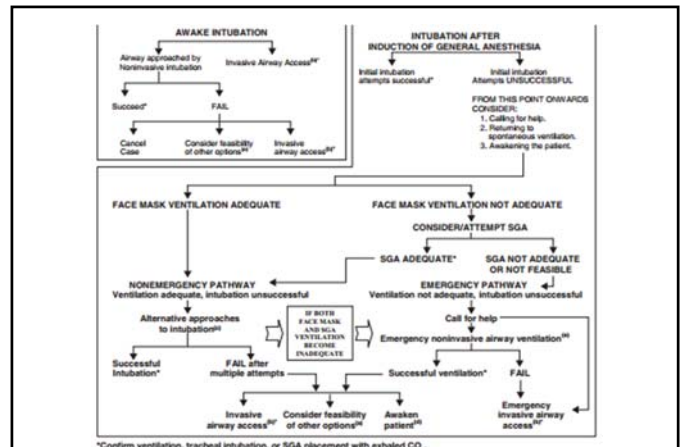 AWAKE INTUBATION
Airway approached by
Noninvasive intubation
Invasive Airway Access(b)*
Succeed*
FAIL
Cancel
Case
Consider feasibility
of other options(a)
Invasive
airway access(b)*
INTUBATION AFTER
INDUCTION OF GENERAL ANESTHESIA
Initial intubation
attempts successful*
Initial intubation
Attempts UNSUCCESSFUL
FROM THIS POINT ONWARDS
CONSIDER:
1. Calling for help.
2. Returning to
spontaneous ventilation.
3. Awakening the patient.
FACE MASK VENTILATION ADEQUATE
FACE MASK VENTILATION NOT ADEQUATE
CONSIDER/ATTEMPT SGA
SGA ADEQUATE*
SGA NOT ADEQUATE
OR NOT FEASIBLE
NONEMERGENCY PATHWAY
Ventilation adequate, intubation unsuccessful
EMERGENCY PATHWAY
Ventilation not adequate, intubation unsuccessful
Alternative approaches
to intubation(c)
IF BOTH
FACE MASK
AND SGA
VENTILATION
BECOME
INADEQUATE
Call for help
Emergency noninvasive airway ventilation(e)
Successful
Intubation*
FAIL after
multiple attempts
Successful ventilation*
FAIL
Invasive
airway access(b)*
Consider feasibility
of other options(a)
Awaken
patient(d)
Emergency
invasive airway
access(b)*
*Confirm ventilation, tracheal intubation, or SGA placement with exhaled CO